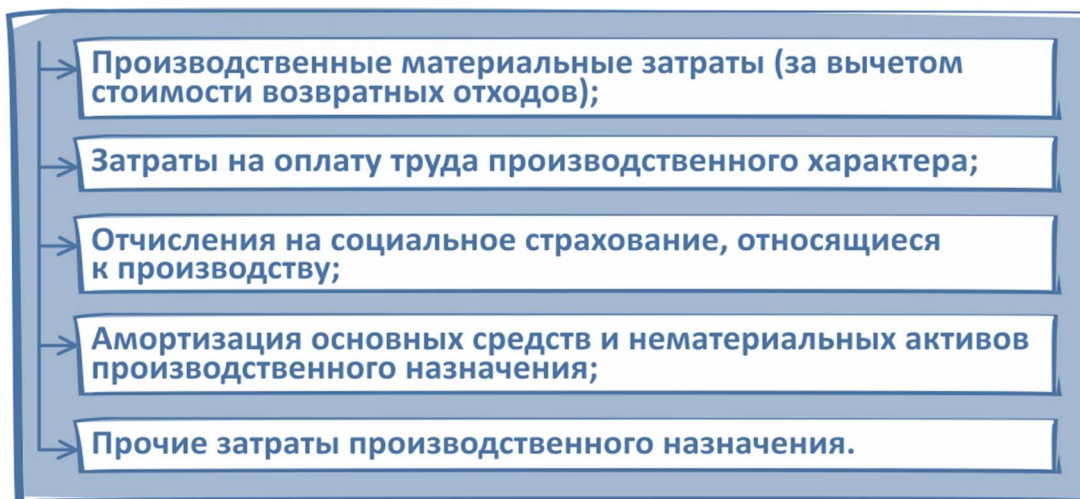 Производственные материальные затраты (за вычетом
стоимости возвратных отходов);
Затраты на оплату труда производственного характера;
Отчисления на социальное страхование, относящиеся
к производству;
Амортизация основных средств и нематериальных активов
производственного назначения;
Прочие затраты производственного назначения.